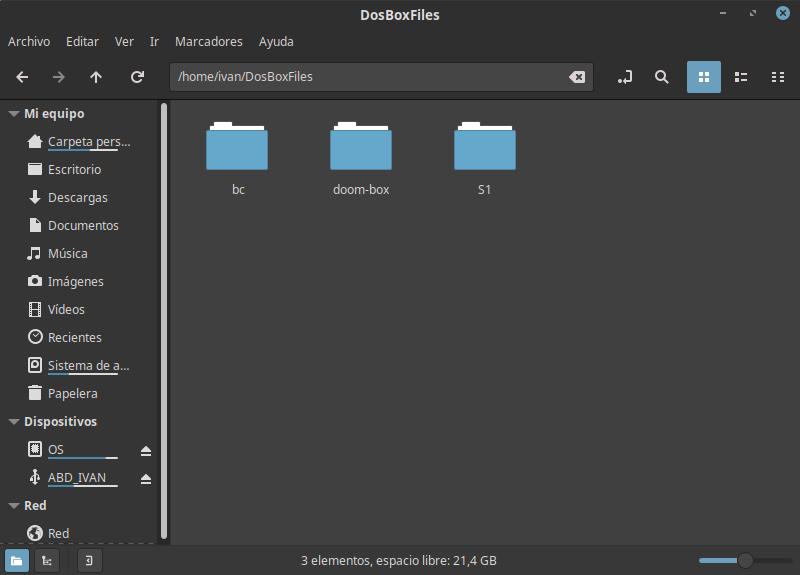 DosBoxFiles
Archivo Editar Ver Ir Marcadores Ayuda
/home/ivan/DosBoxFiles
Mi equipo
Carpeta pers...
Escritorio
Descargas
Documentos
Música
Imágenes
Vídeos
Recientes
Sistema de a...
Papelera
Dispositivos
OS
ABD_IVAN
Red
Red
bc doom-box S1
3 elementos, espacio libre: 21,4 GB